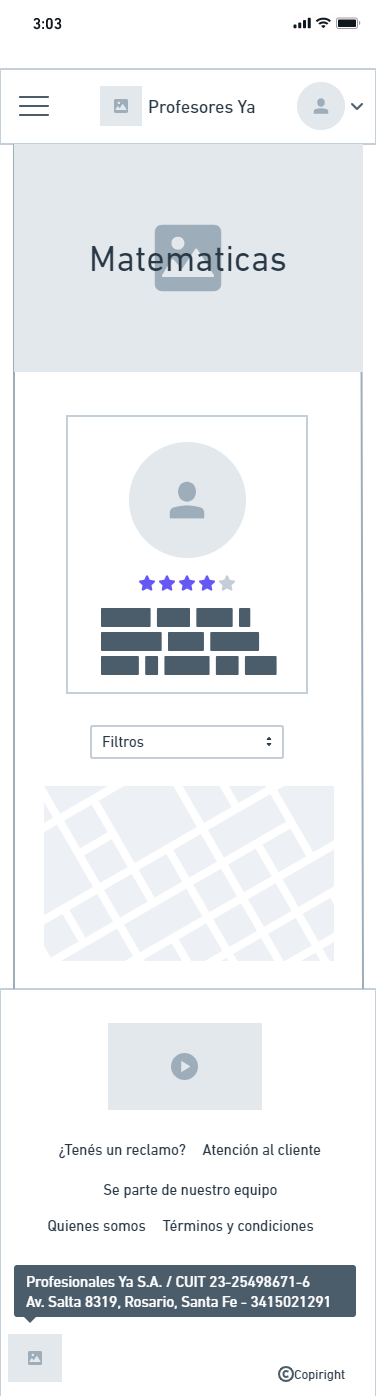 3:03
Profesores Ya
Matematicas
Filtros
¿Tenés un reclamo? Atención al cliente
Se parte de nuestro equipo
Quienes somos Términos y condiciones
Profesionales Ya S.A. / CUIT 23-25498671-6
Av. Salta 8319, Rosario, Santa Fe - 3415021291
©Copiright